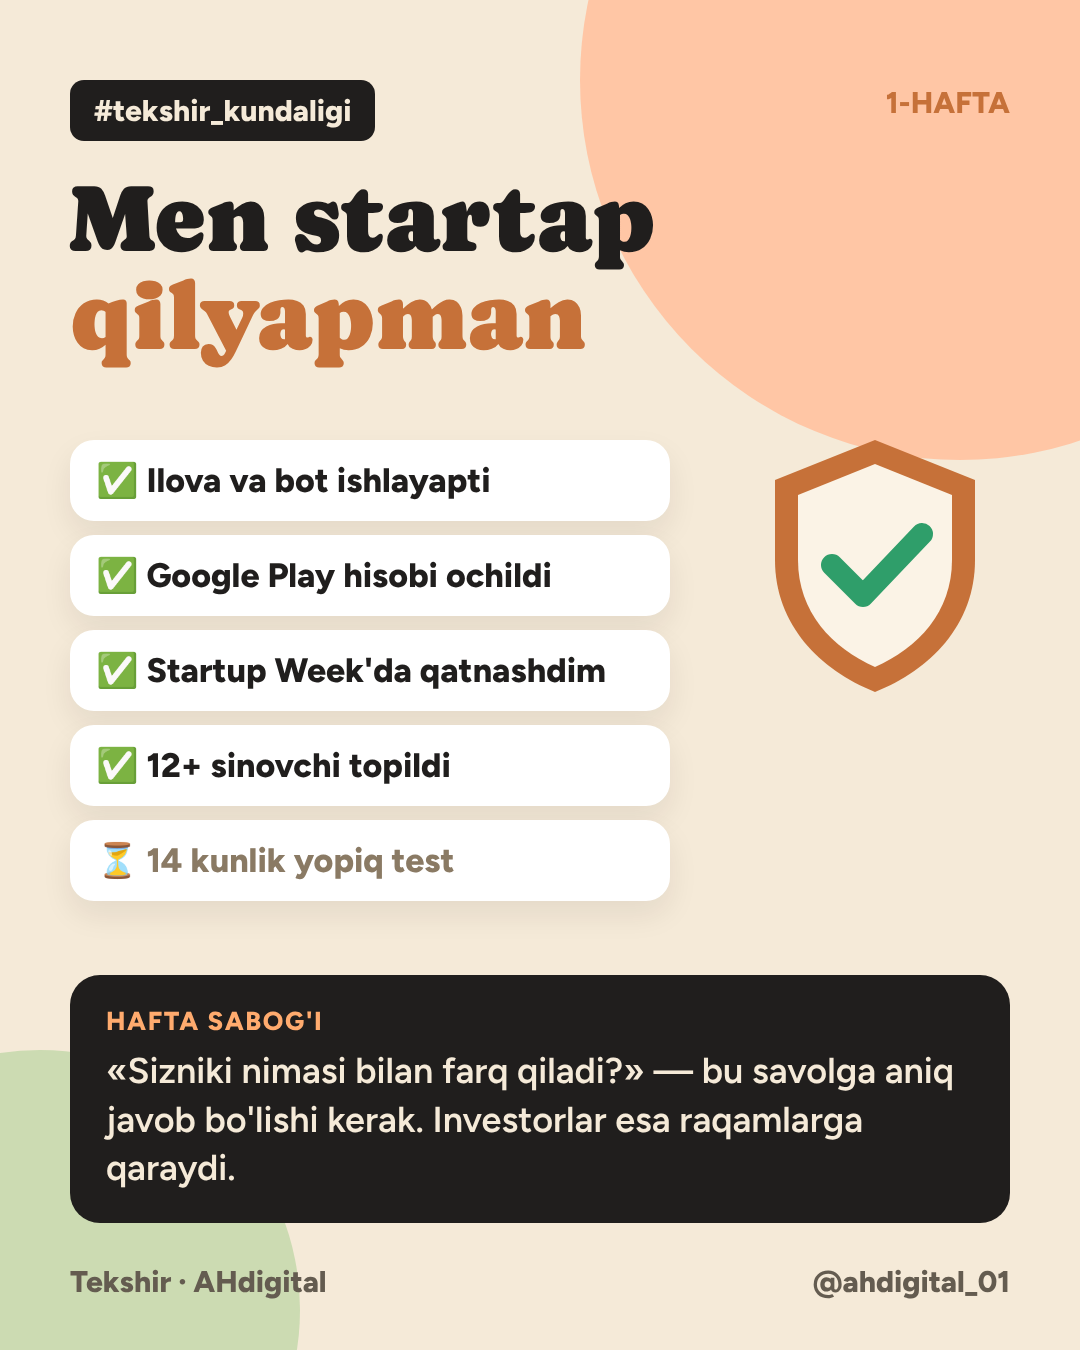 #tekshir_kundaligi
1-HAFTA
Men startap
qilyapman
✅ Ilova va bot ishlayapti
✅ Google Play hisobi ochildi
✅ Startup Week'da qatnashdim
✅ 12+ sinovchi topildi
⏳ 14 kunlik yopiq test
HAFTA SABOG'I
«Sizniki nimasi bilan farq qiladi?» — bu savolga aniq
javob bo'lishi kerak. Investorlar esa raqamlarga
qaraydi.
Tekshir · AHdigital
@ahdigital_01